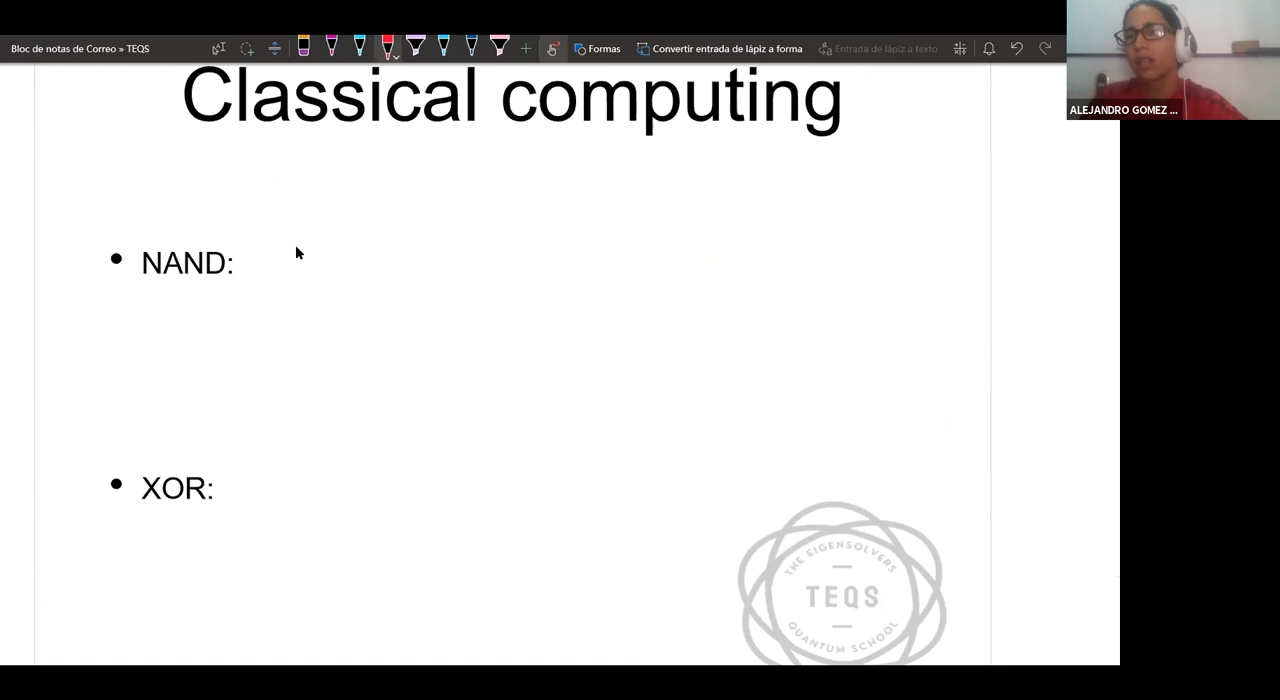 Bloc de notas de Correo » TEQS
Formas
Convertir entrada de lápiz a forma
Entrada de lápiz a texto
ALEJANDRO GOMEZ ...
Classical computing
• NAND:
• XOR:
THE EIGENSOLVERS
TEQS
QUANTUM SCHOOL